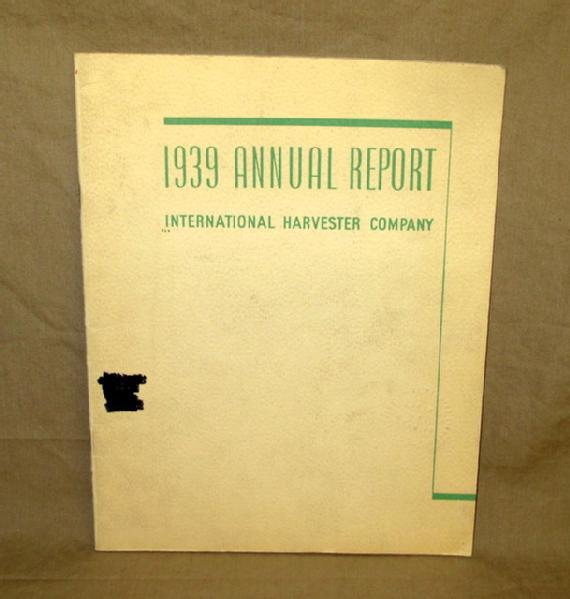 1939 ANNUAL REPORT
INTERNATIONAL HARVESTER COMPANY